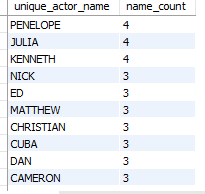 unique_actor_name name_count
PENELOPE 4
JULIA 4
KENNETH 4
NICK 3
ED 3
MATTHEW 3
CHRISTIAN 3
CUBA 3
DAN 3
CAMERON 3